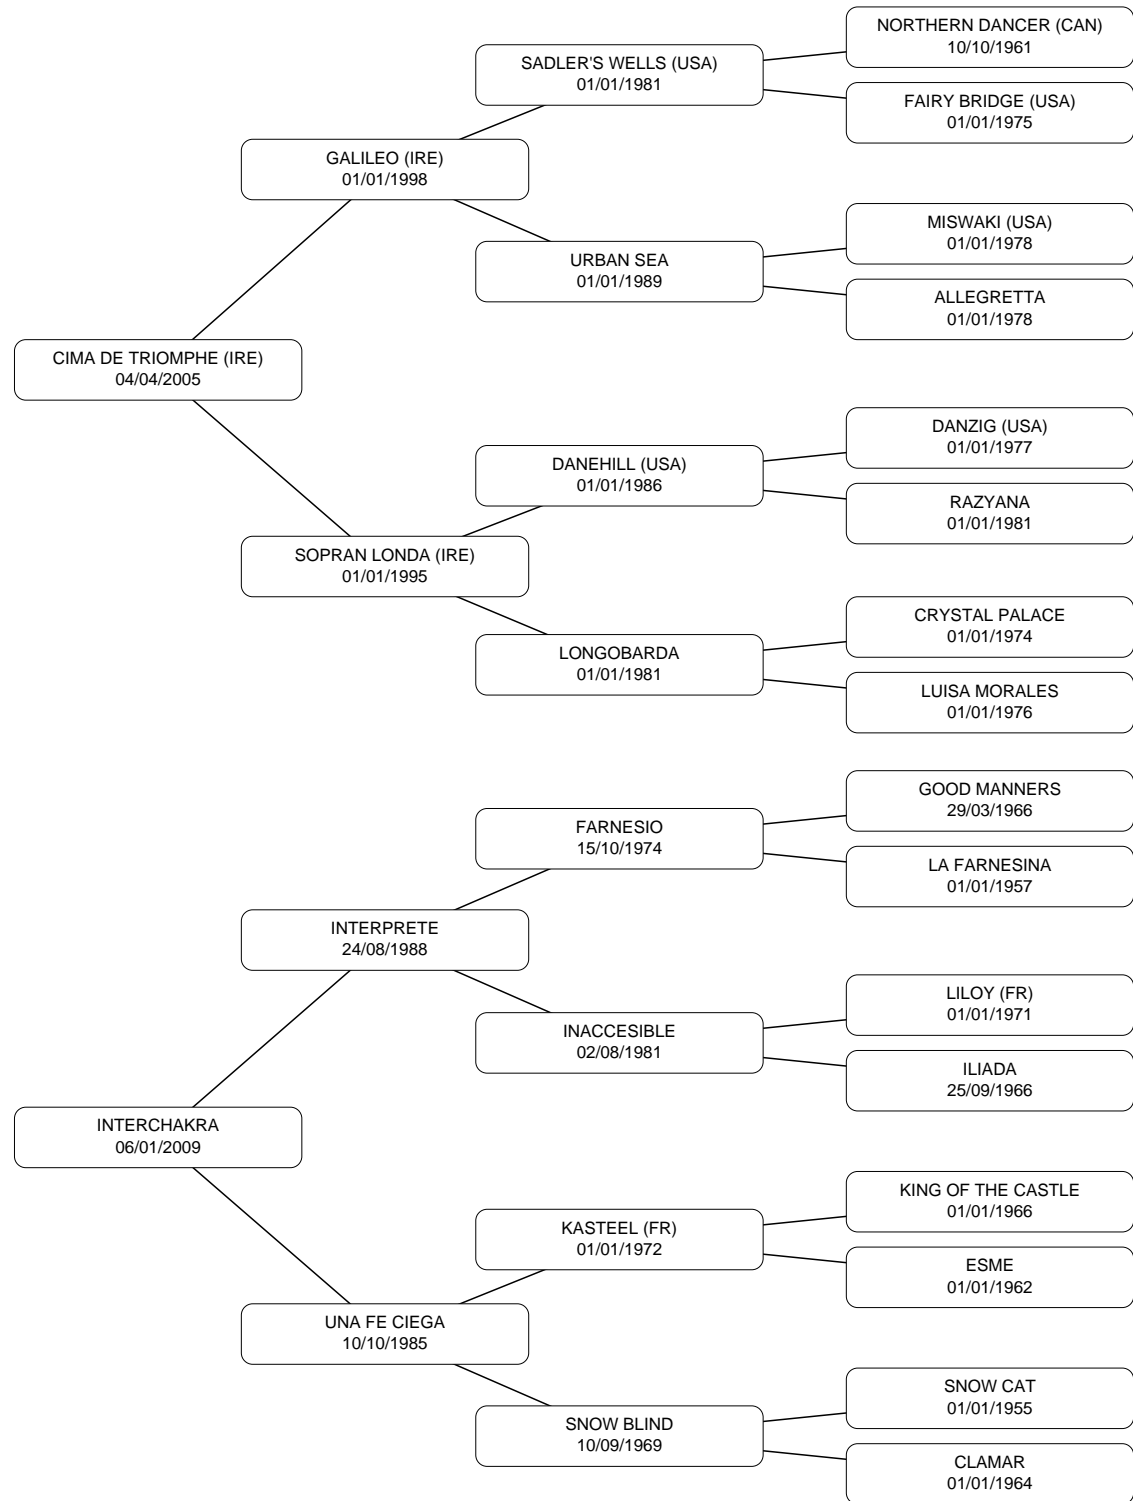 NORTHERN DANCER (CAN)
10/10/1961
SADLER'S WELLS (USA)
01/01/1981
FAIRY BRIDGE (USA)
01/01/1975
GALILEO (IRE)
01/01/1998
MISWAKI (USA)
01/01/1978
URBAN SEA
01/01/1989
ALLEGRETTA
01/01/1978
CIMA DE TRIOMPHE (IRE)
04/04/2005
DANZIG (USA)
01/01/1977
DANEHILL (USA)
01/01/1986
RAZYANA
01/01/1981
SOPRAN LONDA (IRE)
01/01/1995
CRYSTAL PALACE
01/01/1974
LONGOBARDA
01/01/1981
LUISA MORALES
01/01/1976
GOOD MANNERS
29/03/1966
FARNESIO
15/10/1974
LA FARNESINA
01/01/1957
INTERPRETE
24/08/1988
LILOY (FR)
01/01/1971
INACCESIBLE
02/08/1981
ILIADA
25/09/1966
INTERCHAKRA
06/01/2009
KING OF THE CASTLE
01/01/1966
KASTEEL (FR)
01/01/1972
ESME
01/01/1962
UNA FE CIEGA
10/10/1985
SNOW CAT
01/01/1955
SNOW BLIND
10/09/1969
CLAMAR
01/01/1964